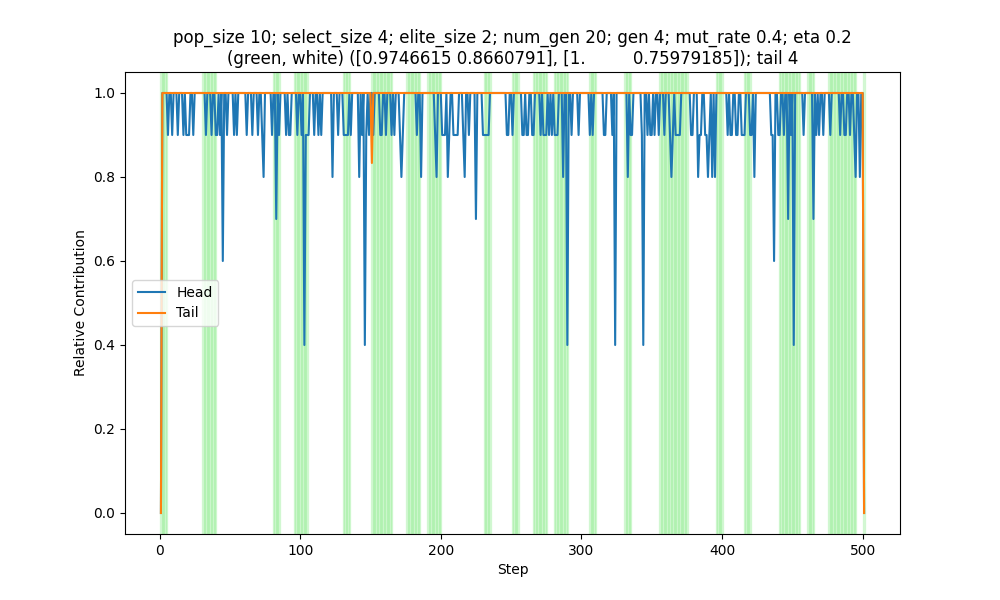 pop_size 10; select_size 4; elite_size 2; num_gen 20; gen 4; mut_rate 0.4; eta 0.2
(green, white) ([0.9746615 0.8660791], [1.          0.75979185]); tail 4
1.0
0.8
0.6
0.4
0.2
0.0
Relative Contribution
Head
Tail
0
100
200
300
400
500
Step